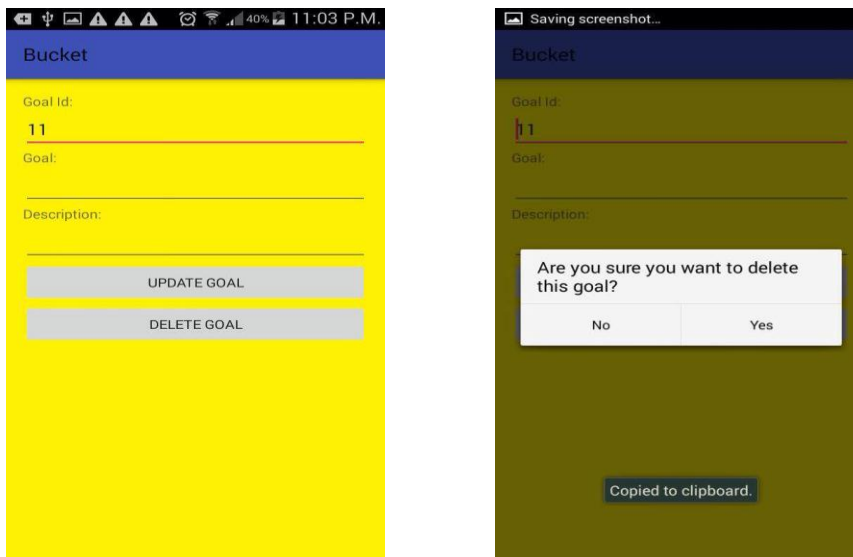 40% 11:03 P.M.
Bucket
Goal Id:
11
Goal:
Description:
UPDATE GOAL
DELETE GOAL
Saving screenshot...
Bucket
Goal Id:
11
Goal:
Description:
Are you sure you want to delete
this goal?
No Yes
Copied to clipboard.